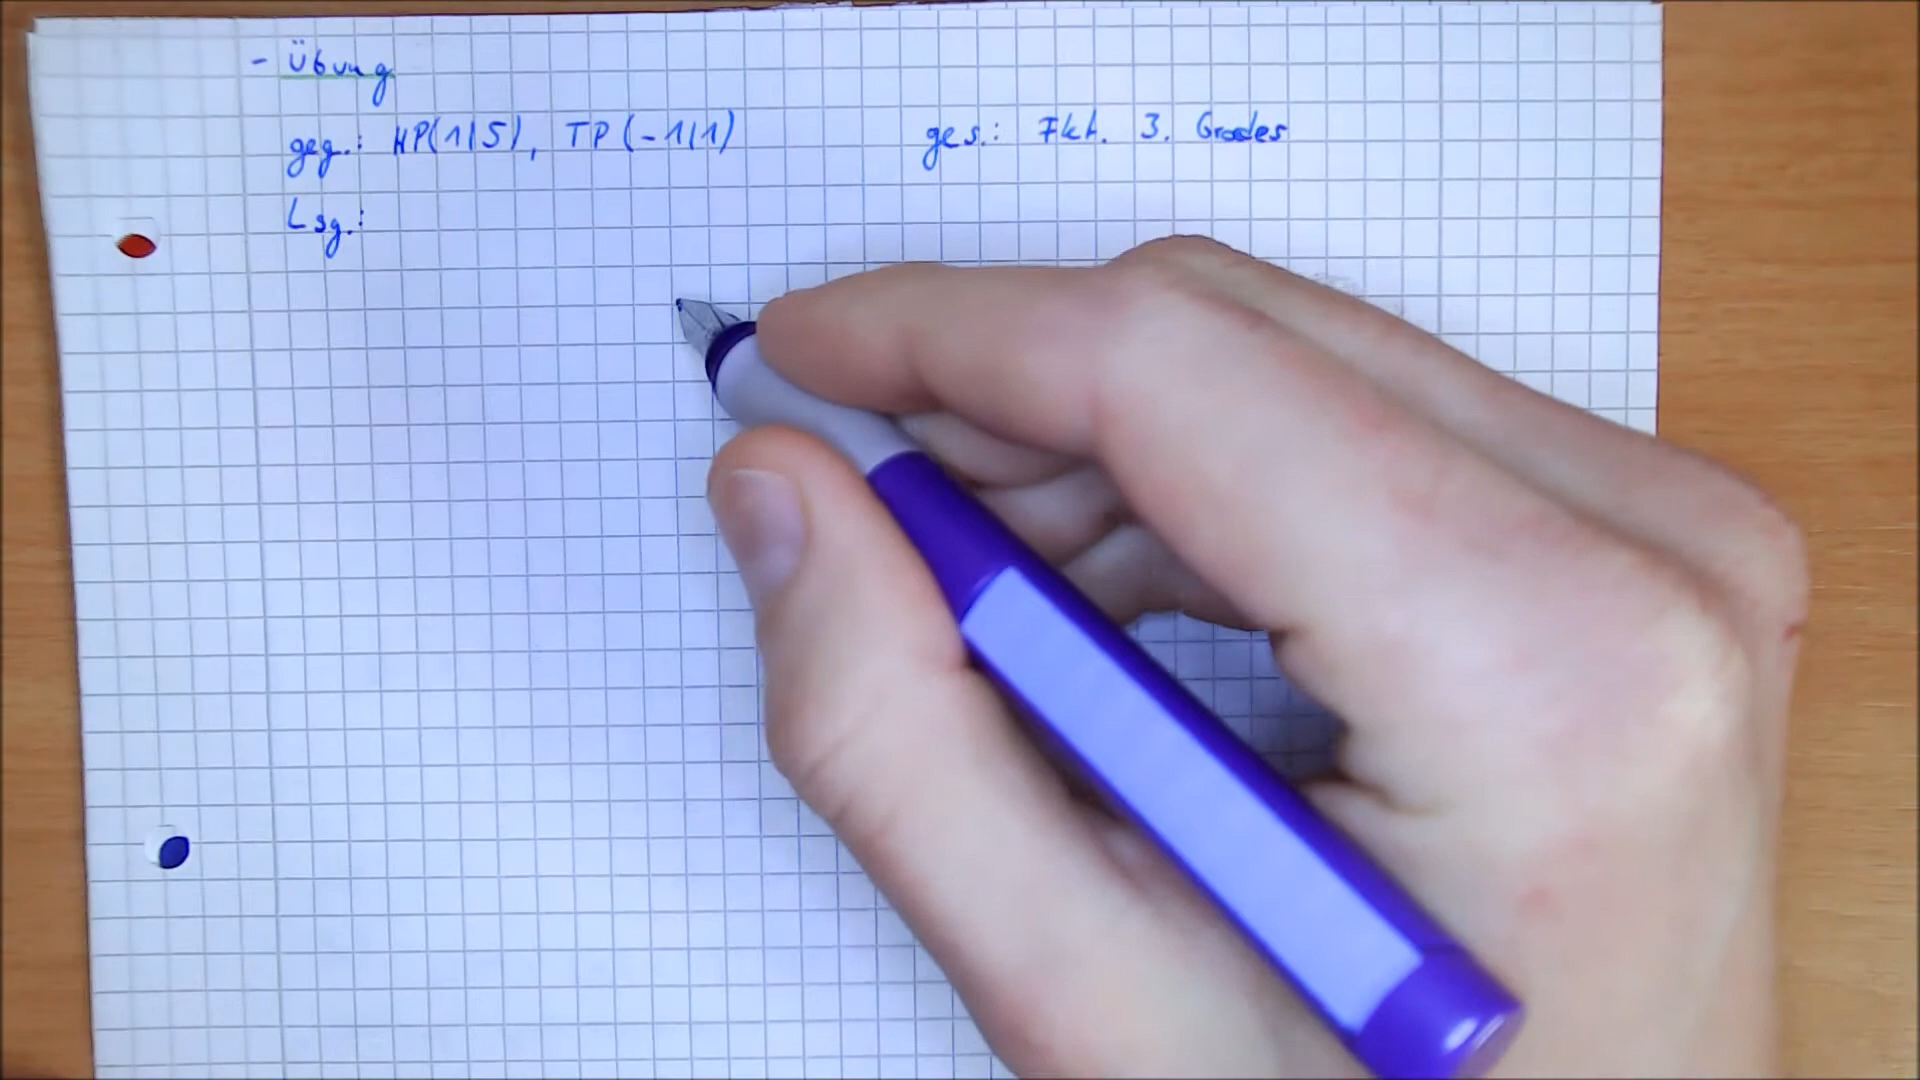 - Übung
geg.: HP(1|5), TP(-1|1) ges.: Fkt. 3. Grades
Lsg.: